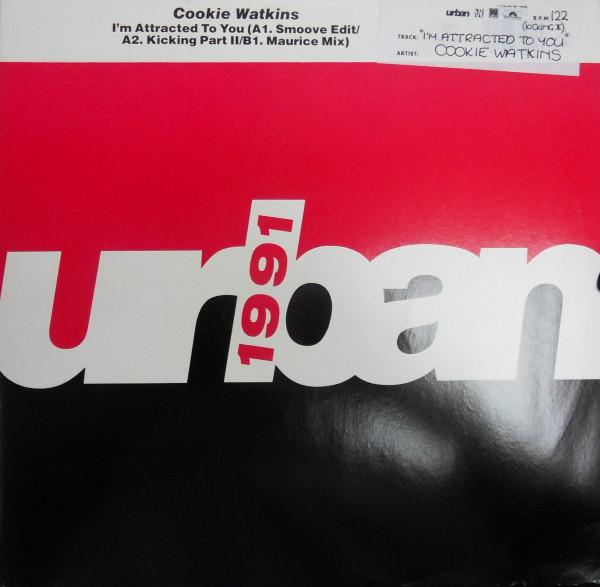 Cookie Watkins
I'm Attracted To You (A1. Smoove Edit/
A2. Kicking Part II/B1. Maurice Mix)
urban
B.P.M 122
(KICKING II)
TRACK: "I'M ATTRACTED TO YOU"
ARTIST: COOKIE WATKINS
urban
1991